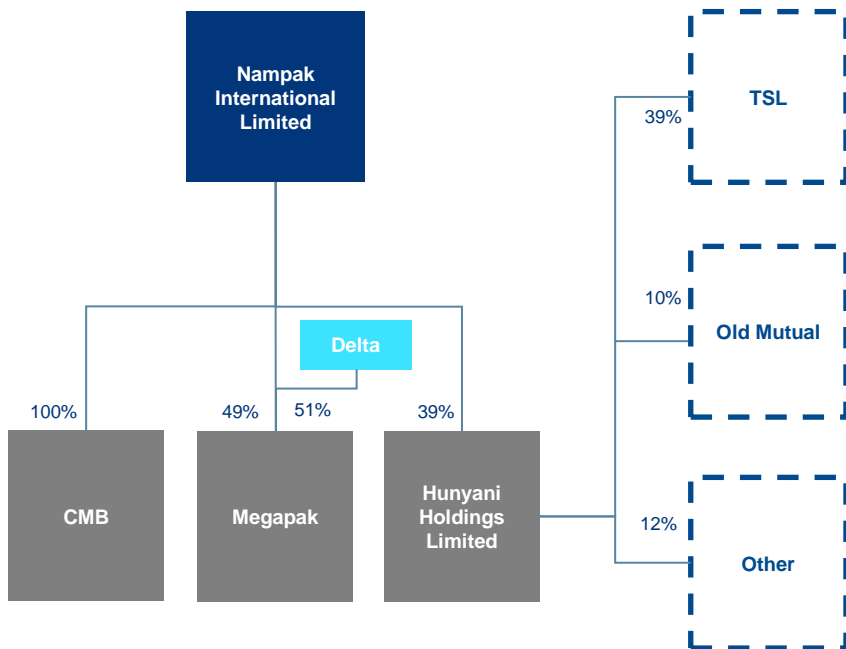 Nampak
International
Limited
TSL
39%
10%
Old Mutual
Delta
100%
49%
51%
39%
CMB
Megapak
Hunyani
Holdings
Limited
12%
Other